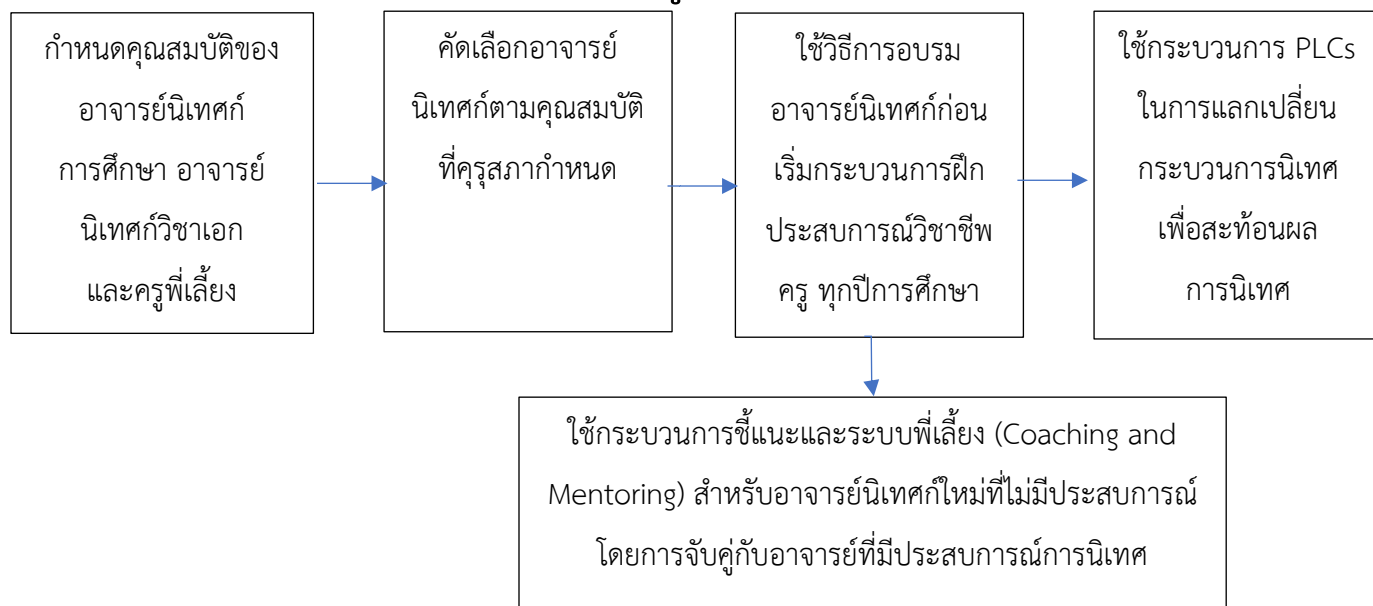 กำหนดคุณสมบัติของ
อาจารย์นิเทศก์
การศึกษา อาจารย์
นิเทศก์วิชาเอก
และครูพี่เลี้ยง
คัดเลือกอาจารย์
นิเทศก์ตามคุณสมบัติ
ที่คุรุสภากำหนด
ใช้วิธีการอบรม
อาจารย์นิเทศก์ก่อน
เริ่มกระบวนการฝึก
ประสบการณ์วิชาชีพ
ครู ทุกปีการศึกษา
ใช้กระบวนการ PLCs
ในการแลกเปลี่ยน
กระบวนการนิเทศ
เพื่อสะท้อนผล
การนิเทศ
ใช้กระบวนการชี้แนะและระบบพี่เลี้ยง (Coaching and
Mentoring) สำหรับอาจารย์นิเทศก์ใหม่ที่ไม่มีประสบการณ์
โดยการจับคู่กับอาจารย์ที่มีประสบการณ์การนิเทศ